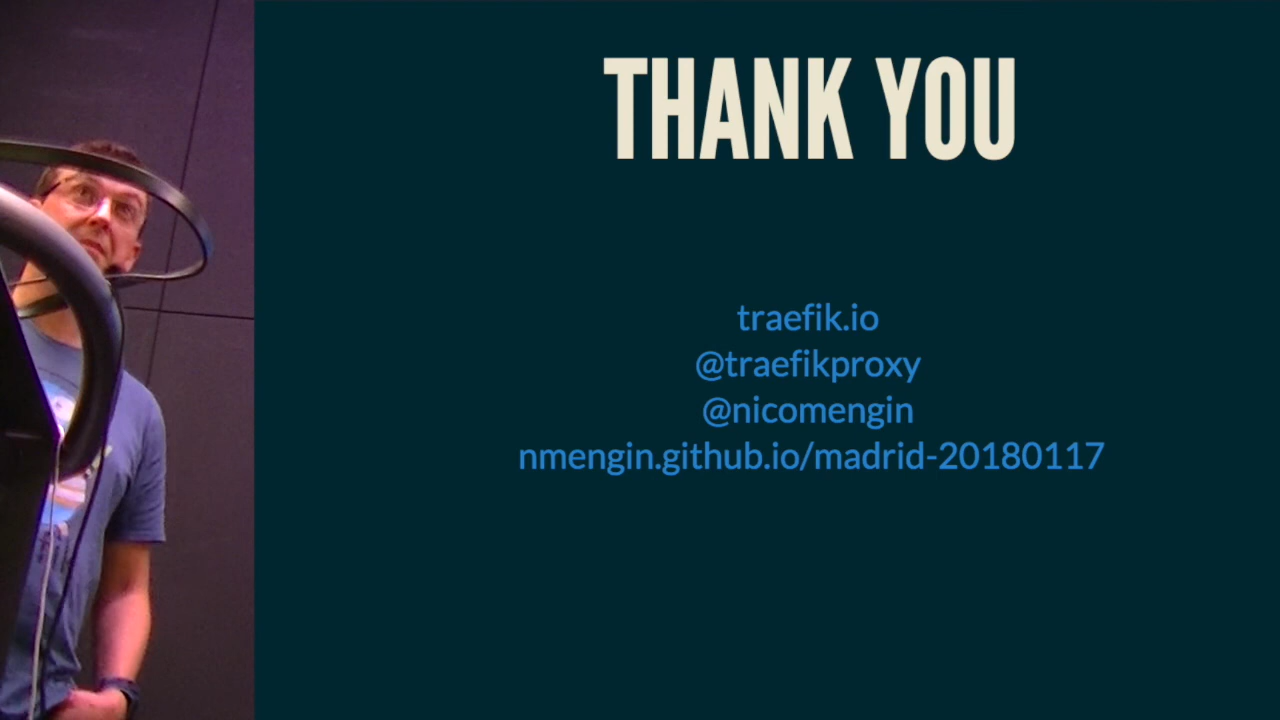 THANK YOU
traefik.io
@traefikproxy
@nicomengin
nmengin.github.io/madrid-20180117